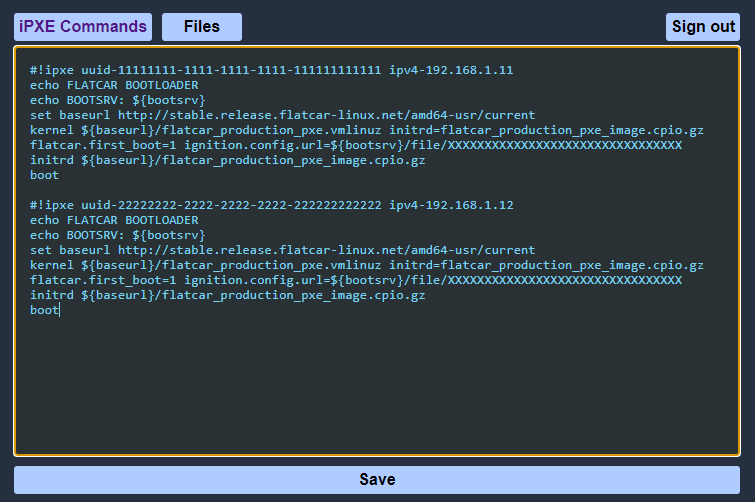 iPXE Commands
Files
Sign out
#!ipxe uuid-11111111-1111-1111-1111-111111111111 ipv4-192.168.1.11
echo FLATCAR BOOTLOADER
echo BOOTSRV: ${bootsrv}
set baseurl http://stable.release.flatcar-linux.net/amd64-usr/current
kernel ${baseurl}/flatcar_production_pxe.vmlinuz initrd=flatcar_production_pxe_image.cpio.gz
flatcar.first_boot=1 ignition.config.url=${bootsrv}/file/XXXXXXXXXXXXXXXXXXXXXXXXXXXXXXXX
initrd ${baseurl}/flatcar_production_pxe_image.cpio.gz
boot
#!ipxe uuid-22222222-2222-2222-2222-222222222222 ipv4-192.168.1.12
echo FLATCAR BOOTLOADER
echo BOOTSRV: ${bootsrv}
set baseurl http://stable.release.flatcar-linux.net/amd64-usr/current
kernel ${baseurl}/flatcar_production_pxe.vmlinuz initrd=flatcar_production_pxe_image.cpio.gz
flatcar.first_boot=1 ignition.config.url=${bootsrv}/file/XXXXXXXXXXXXXXXXXXXXXXXXXXXXXXXX
initrd ${baseurl}/flatcar_production_pxe_image.cpio.gz
boot
Save